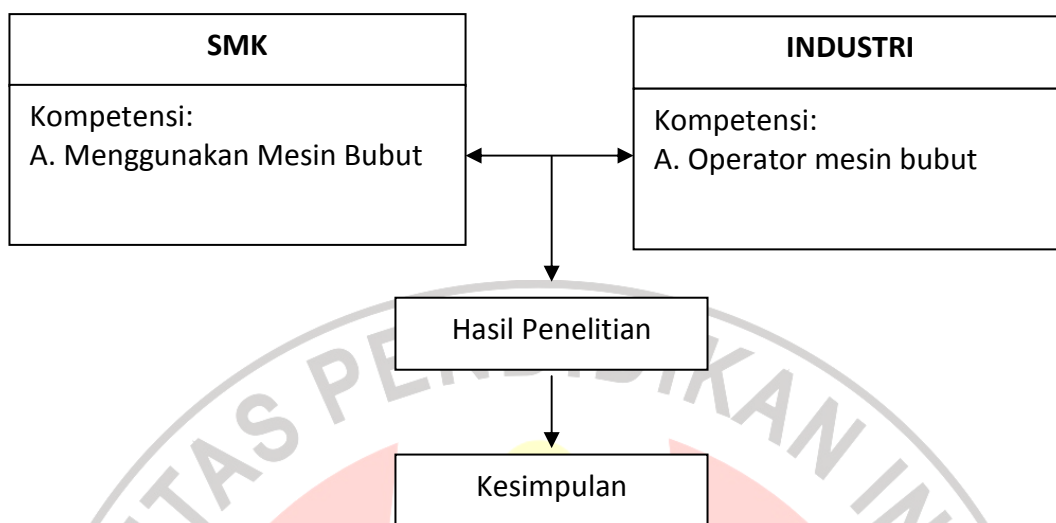 SMK
Kompetensi:
A. Menggunakan Mesin Bubut
INDUSTRI
Kompetensi:
A. Operator mesin bubut
Hasil Penelitian
Kesimpulan